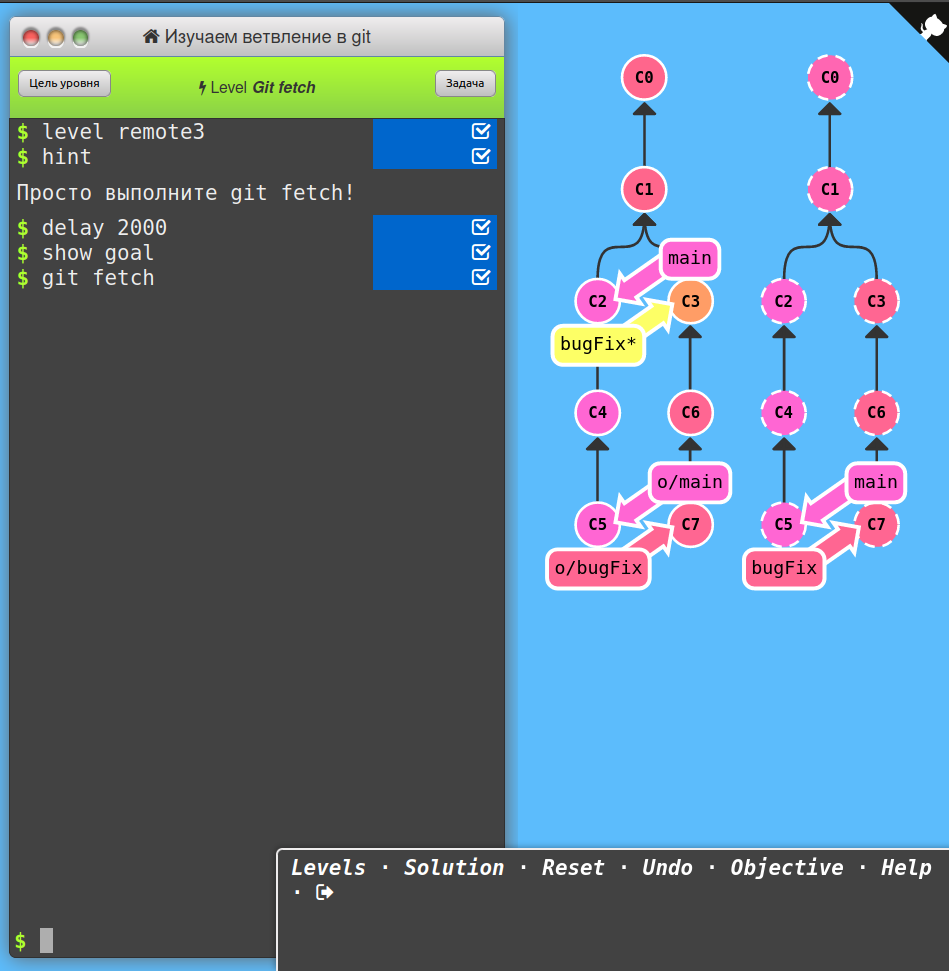 Изучаем ветвление в git
Цель уровня
Level Git fetch
Задача
$ level remote3
$ hint
Просто выполните git fetch!
$ delay 2000
$ show goal
$ git fetch
$
C0
C1
main
C2
C3
bugFix*
C4
C6
o/main
C5
C7
o/bugFix
C0
C1
C2
C3
C4
C6
main
C5
C7
bugFix
Levels · Solution · Reset · Undo · Objective · Help
·